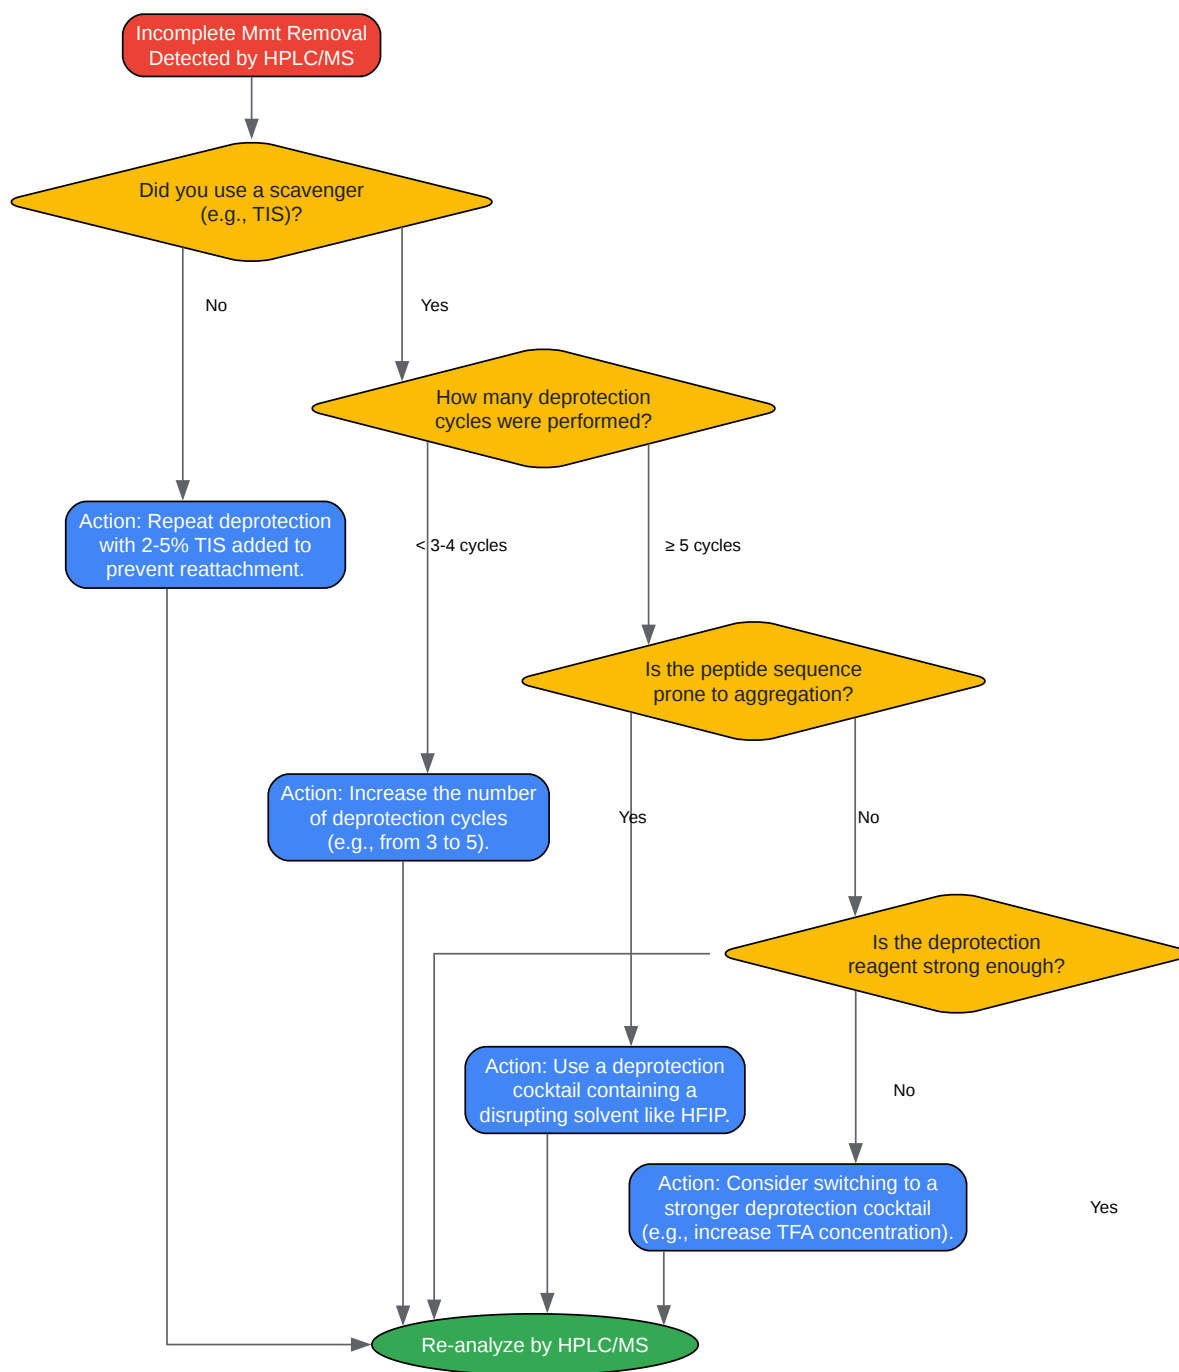 Incomplete Mmt Removal
Detected by HPLC/MS
Did you use a scavenger
(e.g., TIS)?
No
Yes
How many deprotection
cycles were performed?
Action: Repeat deprotection
with 2-5% TIS added to
prevent reattachment.
< 3-4 cycles
≥ 5 cycles
Is the peptide sequence
prone to aggregation?
Action: Increase the number
of deprotection cycles
(e.g., from 3 to 5).
Yes
No
Is the deprotection
reagent strong enough?
Action: Use a deprotection
cocktail containing a
disrupting solvent like HFIP.
No
Action: Consider switching to a
stronger deprotection cocktail
(e.g., increase TFA concentration).
Yes
Re-analyze by HPLC/MS